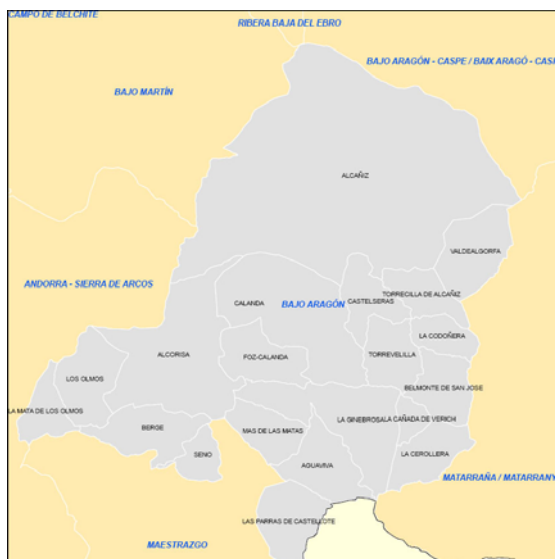 CAMPO DE BELCHITE
RIBERA BAJA DEL EBRO
BAJO ARAGÓN - CASPE / BAIX ARAGÓ - CASP
BAJO MARTÍN
ALCAÑIZ
VALDEALGORFA
ANDORRA - SIERRA DE ARCOS
TORRECILLA DE ALCAÑIZ
CALANDA
BAJO ARAGÓN
CASTELSERAS
LA CODOÑERA
ALCORISA
FOZ-CALANDA
TORREVELILLA
LOS OLMOS
BELMONTE DE SAN JOSE
LA MATA DE LOS OLMOS
LA GINEBROSA
LA CAÑADA DE VERICH
BERGE
MAS DE LAS MATAS
SENO
LA CEROLLERA
AGUAVIVA
MATARRAÑA / MATARRANY
LAS PARRAS DE CASTELLOTE
MAESTRAZGO